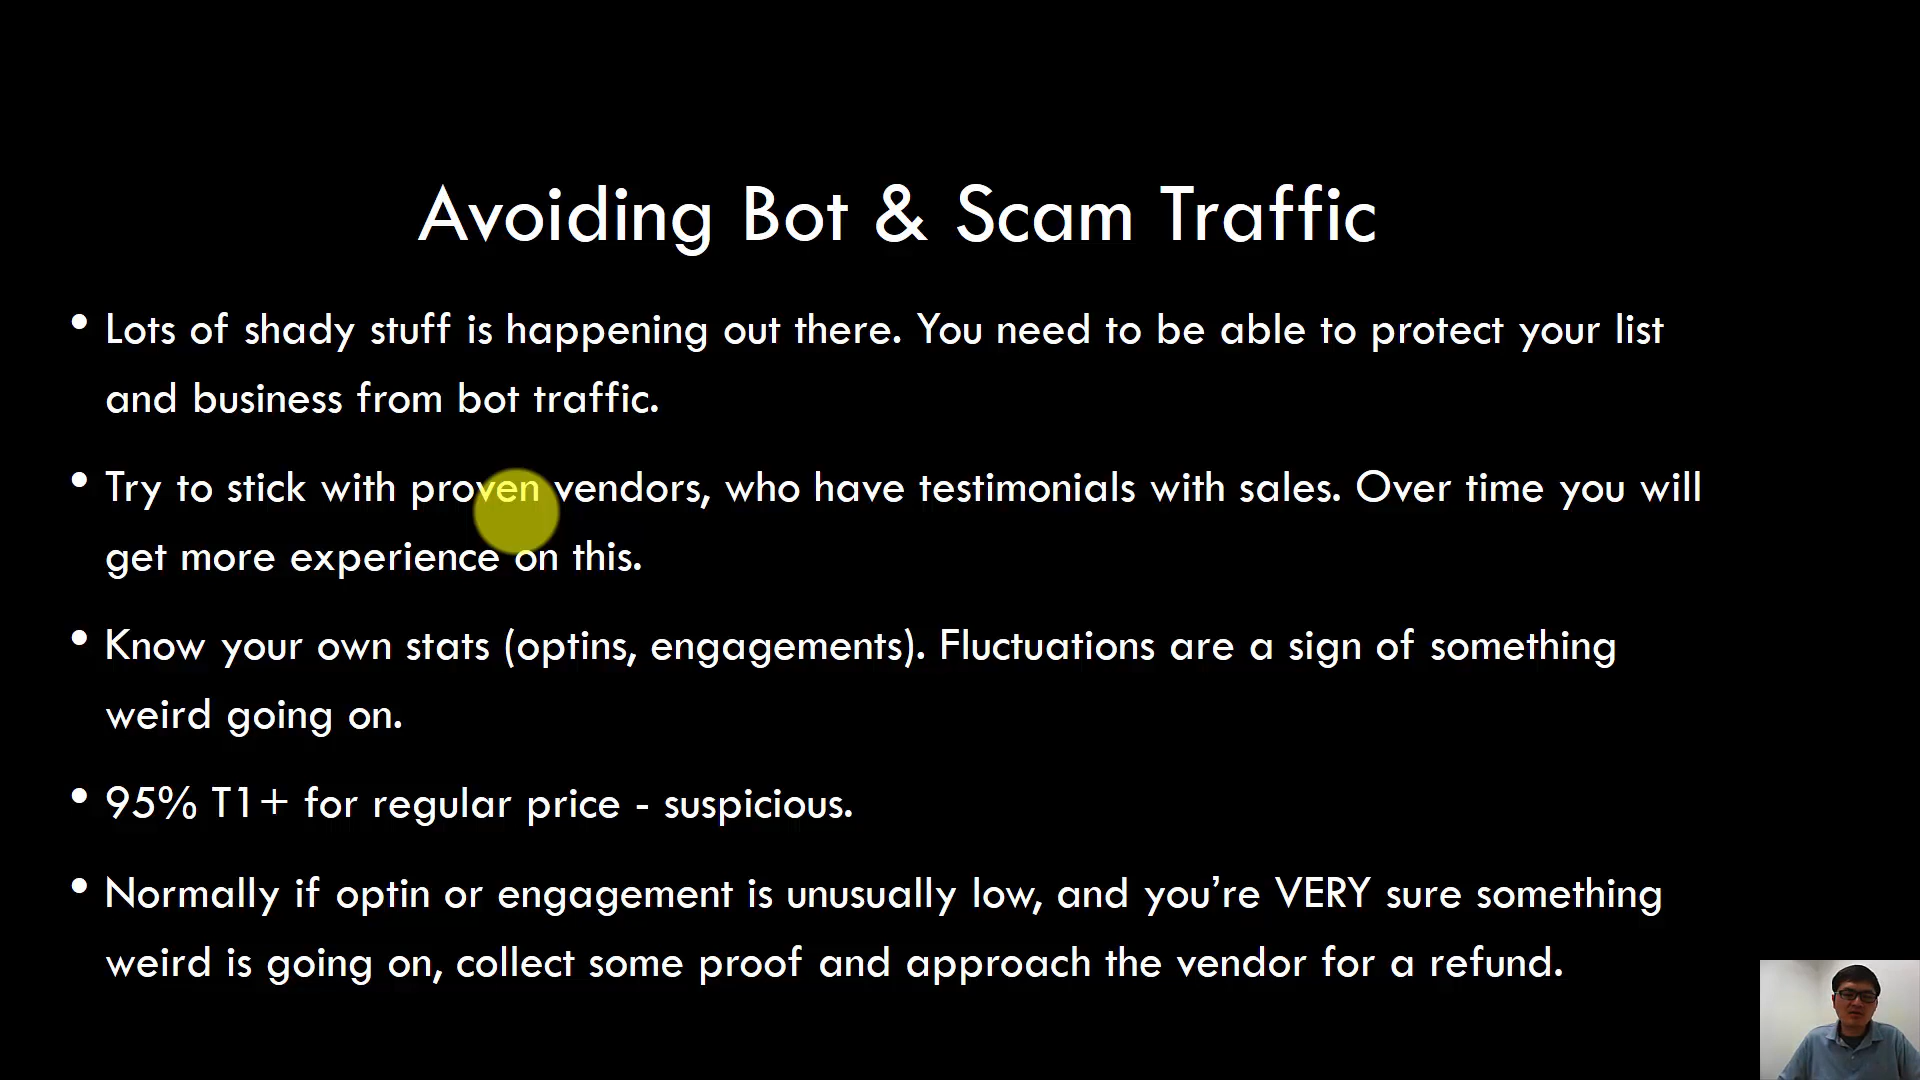 Avoiding Bot & Scam Traffic
• Lots of shady stuff is happening out there. You need to be able to protect your list
and business from bot traffic.
• Try to stick with proven vendors, who have testimonials with sales. Over time you will
get more experience on this.
• Know your own stats (optins, engagements). Fluctuations are a sign of something
weird going on.
• 95% T1+ for regular price - suspicious.
• Normally if optin or engagement is unusually low, and you’re VERY sure something
weird is going on, collect some proof and approach the vendor for a refund.